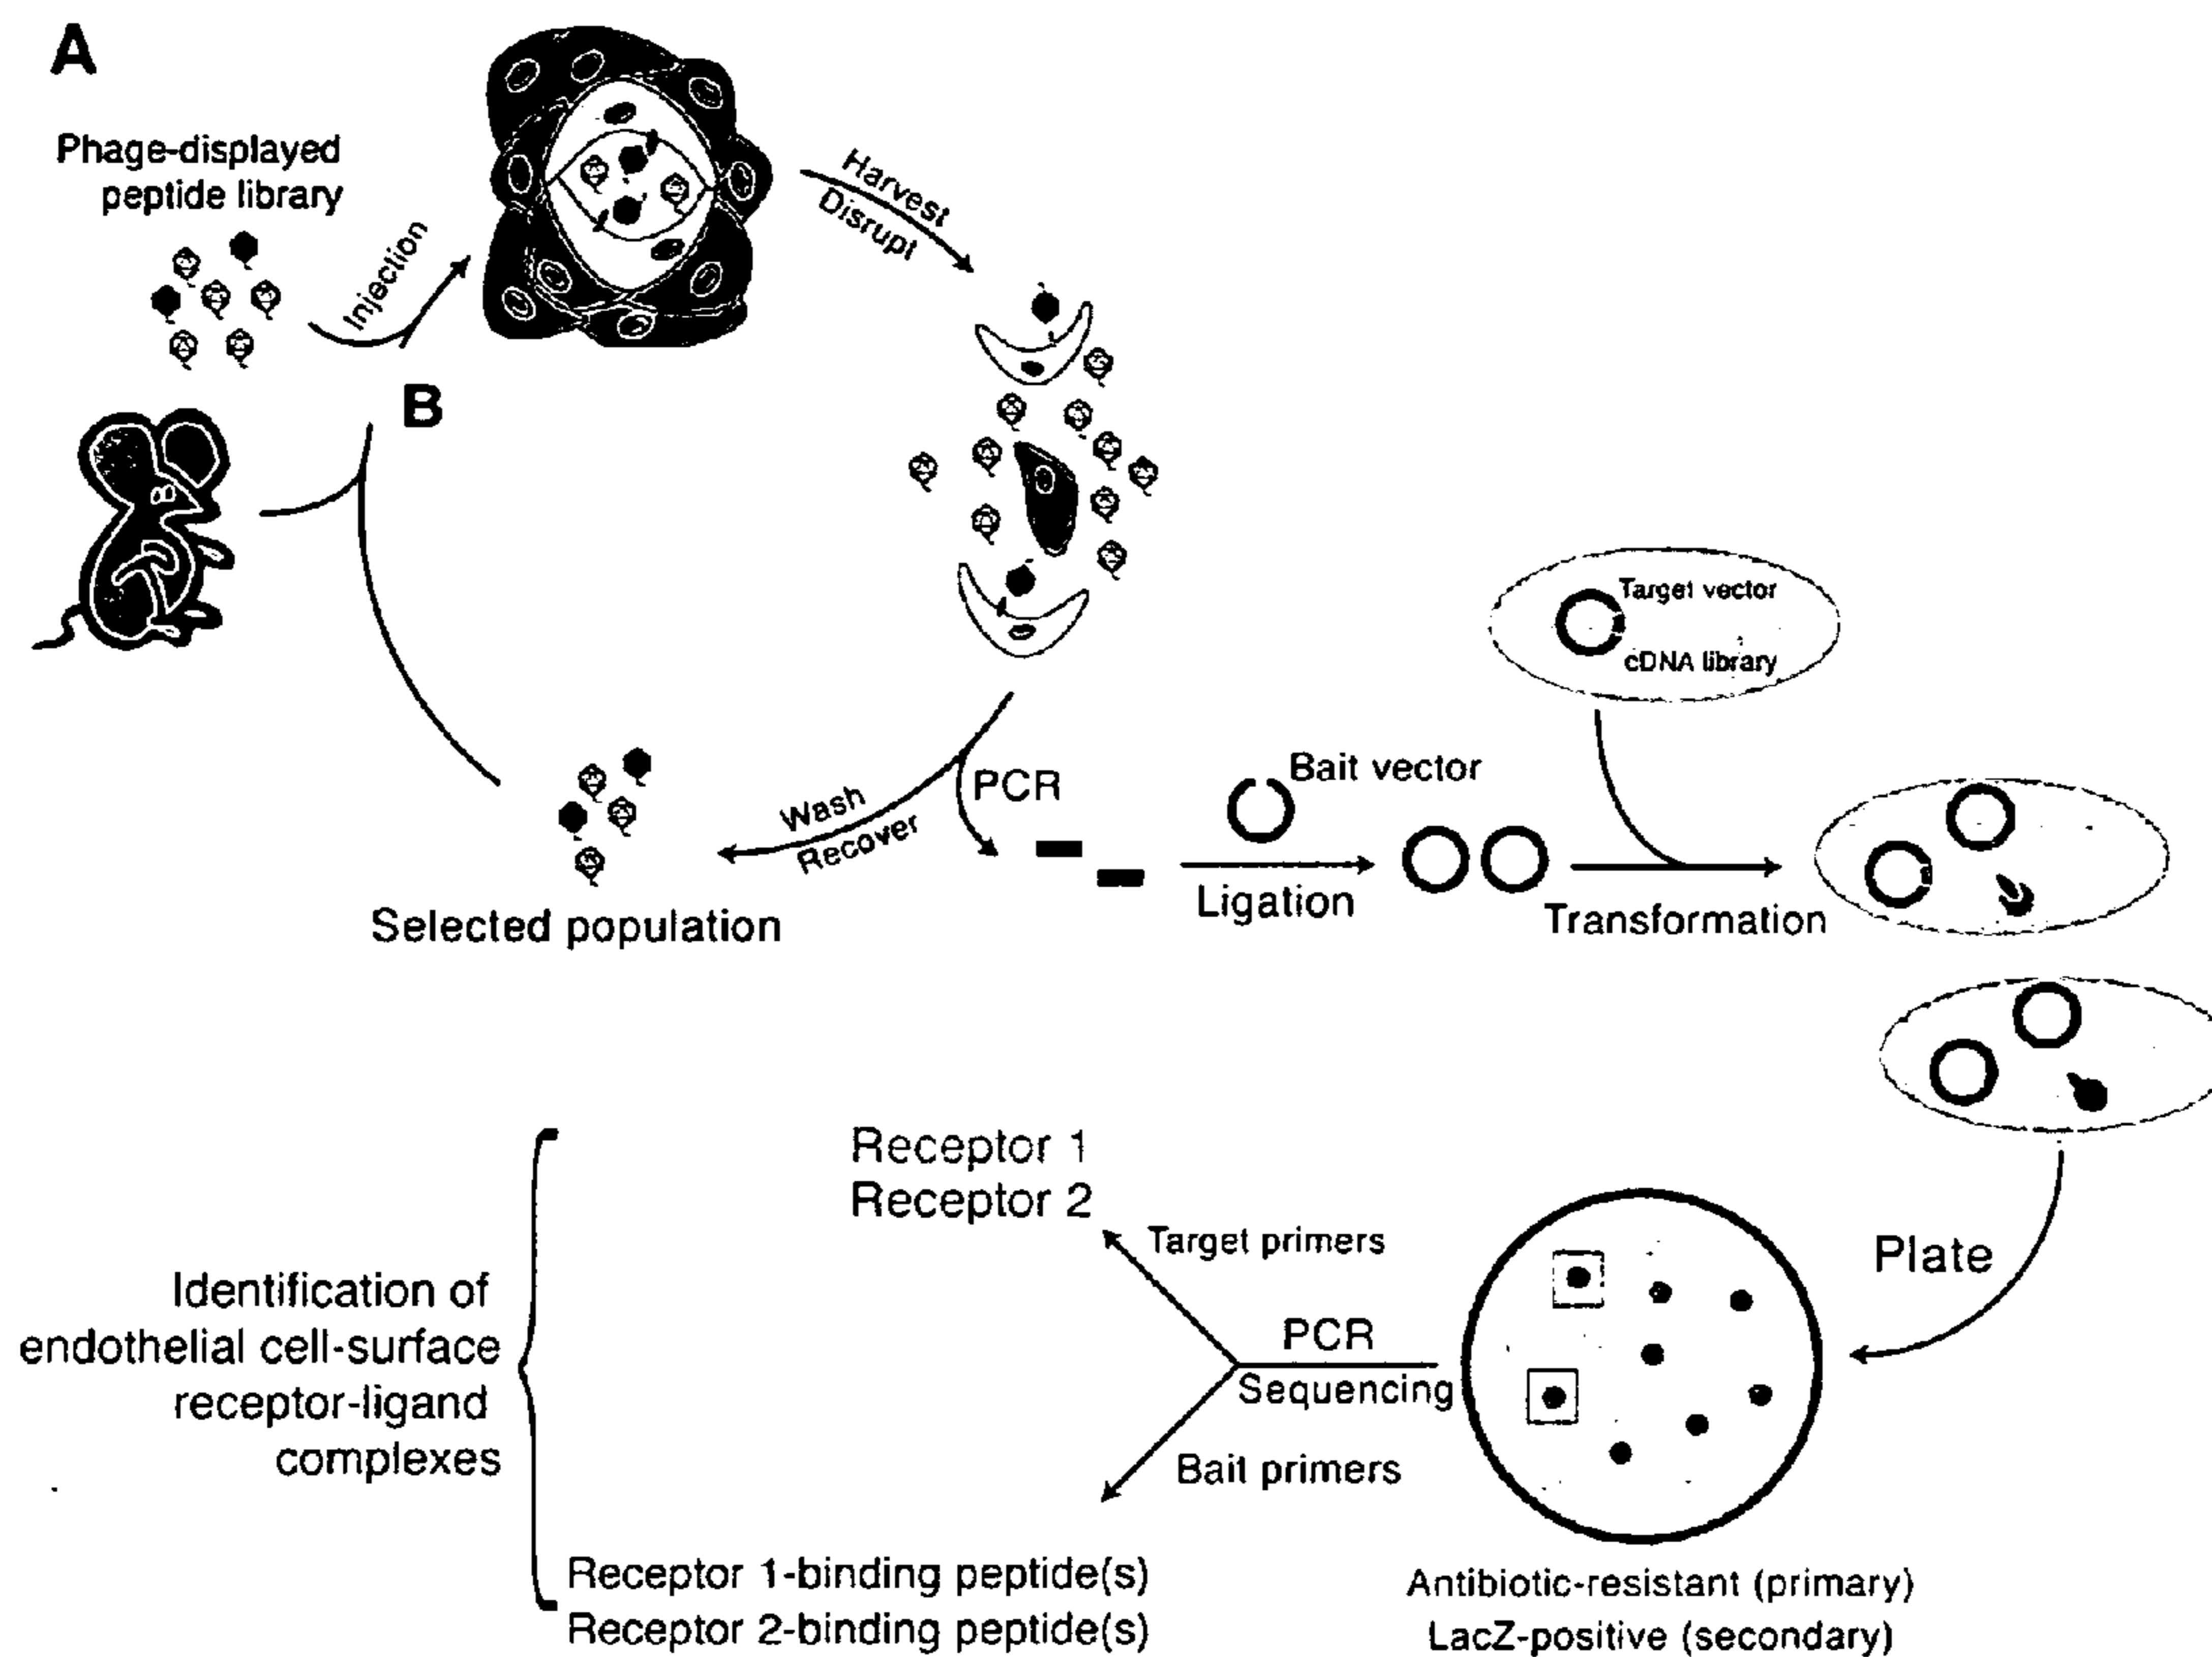 A
Phage-displayed
peptide library
Injection
Harvest
Disrupt
B
Target vector
cDNA library
Bait vector
PCR
Wash
Recover
Ligation
Transformation
Selected population
Receptor 1
Receptor 2
Target primers
Plate
Identification of
endothelial cell-surface
receptor-ligand
complexes
PCR
Sequencing
Bait primers
Receptor 1-binding peptide(s)
Receptor 2-binding peptide(s)
Antibiotic-resistant (primary)
LacZ-positive (secondary)